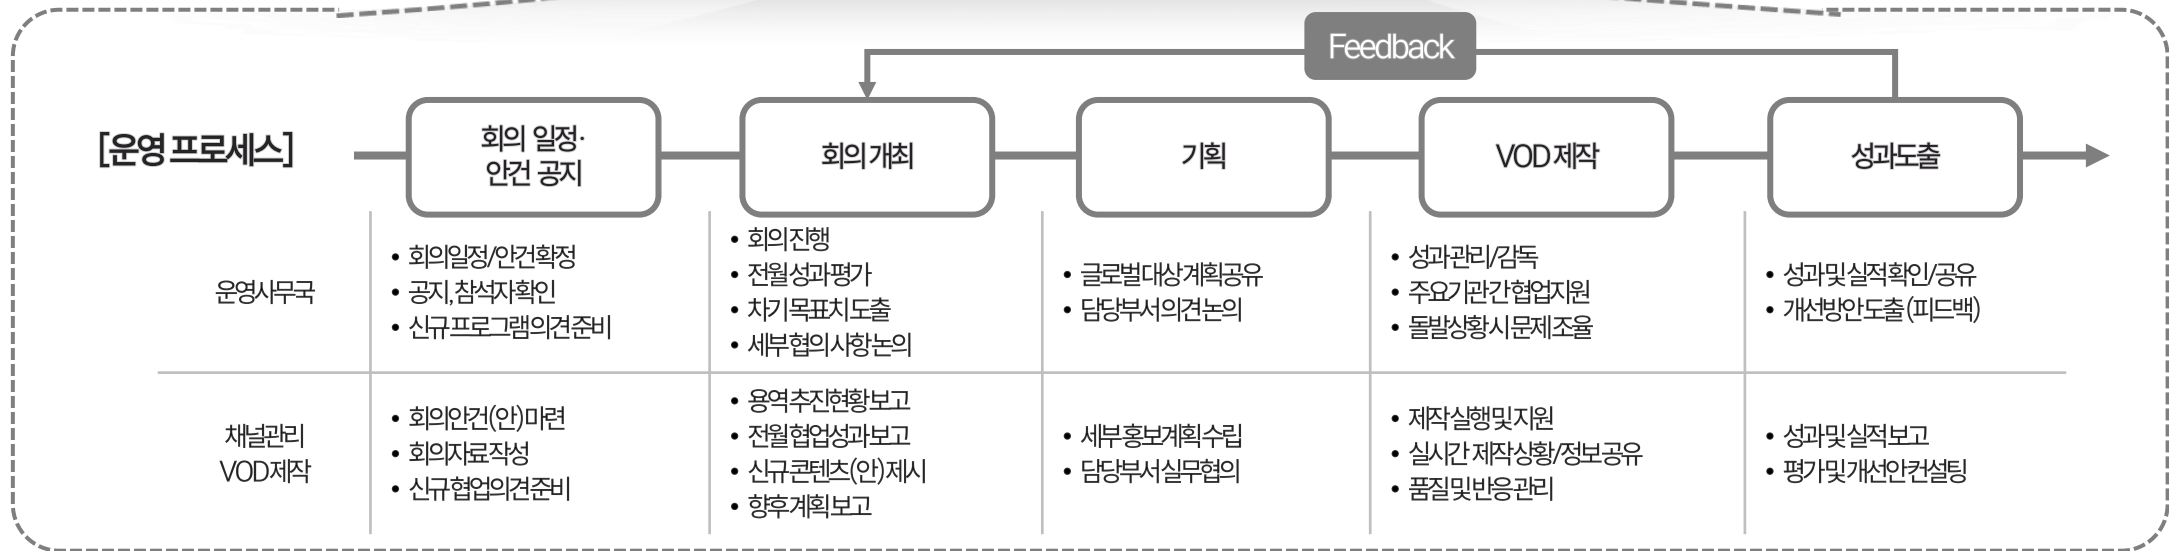 Feedback
[운영 프로세스]
회의 일정·
안건 공지
회의 개최
기획
VOD 제작
성과도출
운영사무국
• 회의일정/안건확정
• 공지, 참석자확인
• 신규프로그램의견준비
• 회의진행
• 전월성과평가
• 차기목표치도출
• 세부협의사항논의
• 글로벌대상계획공유
• 담당부서의견논의
• 성과관리/감독
• 주요기관간협업지원
• 돌발상황시문제조율
• 성과및실적확인/공유
• 개선방안도출(피드백)
채널관리
VOD제작
• 회의안건(안)마련
• 회의자료작성
• 신규협업의견준비
• 용역추진현황보고
• 전월협업성과보고
• 신규콘텐츠(안)제시
• 향후계획보고
• 세부홍보계획수립
• 담당부서실무협의
• 제작실행및지원
• 실시간 제작상황/정보공유
• 품질및반응관리
• 성과및실적보고
• 평가및개선안컨설팅